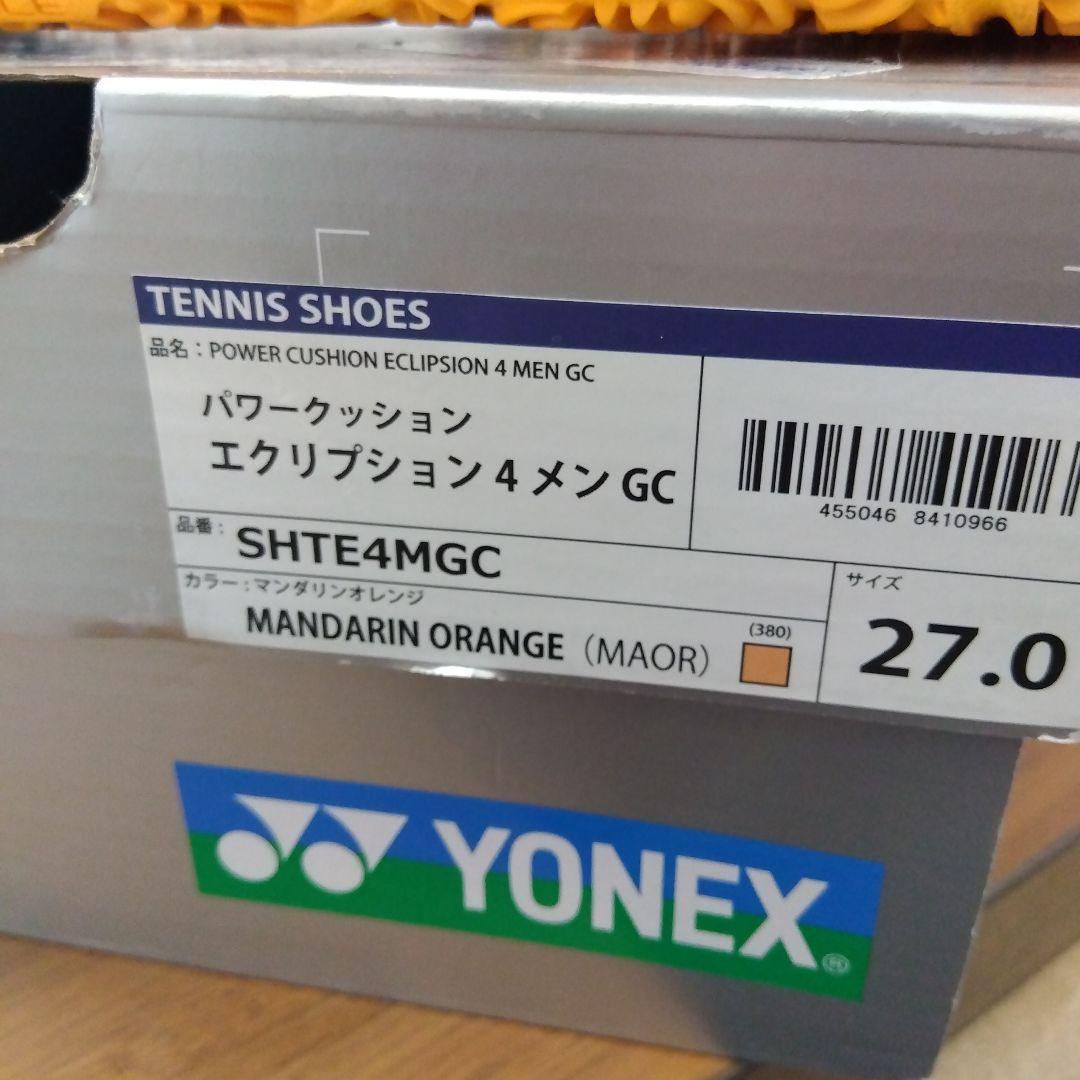 TENNIS SHOES
品名：POWER CUSHION ECLIPSION 4 MEN GC
パワークッション
エクリプション 4 メン GC
455046 8410966
品番：
SHTE4MGC
カラー：マンダリンオレンジ
MANDARIN ORANGE（MAOR）
(380)
サイズ
27.0
YONEX®